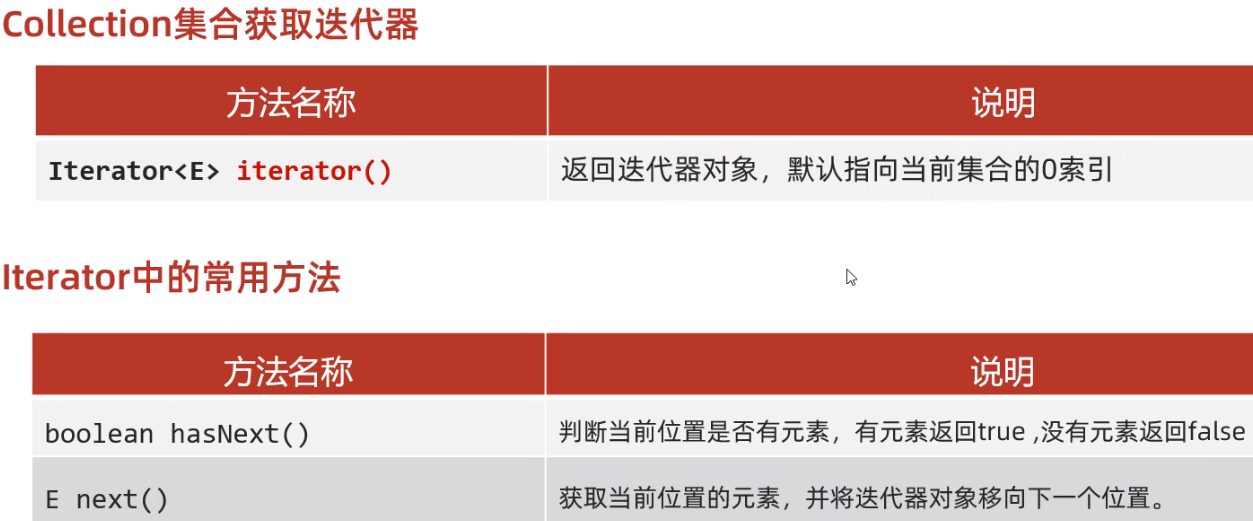 Collection集合获取迭代器
方法名称 说明
Iterator<E> iterator() 返回迭代器对象，默认指向当前集合的0索引
Iterator中的常用方法
方法名称 说明
boolean hasNext() 判断当前位置是否有元素，有元素返回true ,没有元素返回false
E next() 获取当前位置的元素，并将迭代器对象移向下一个位置。